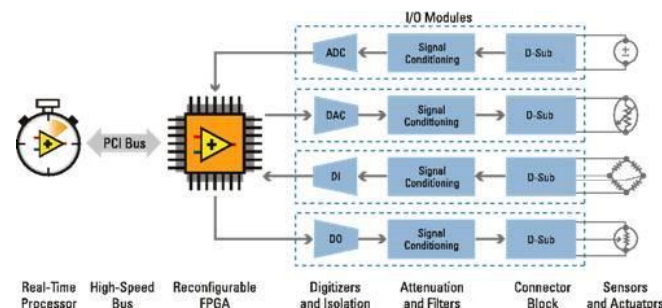 I/O Modules
ADC
Signal
Conditioning
D-Sub
±
PCI Bus
+
+
DAC
Signal
Conditioning
D-Sub
DI
Signal
Conditioning
D-Sub
DO
Signal
Conditioning
D-Sub
Real-Time
Processor
High-Speed
Bus
Reconfigurable
FPGA
Digitizers
and Isolation
Attenuation
and Filters
Connector
Block
Sensors
and Actuators